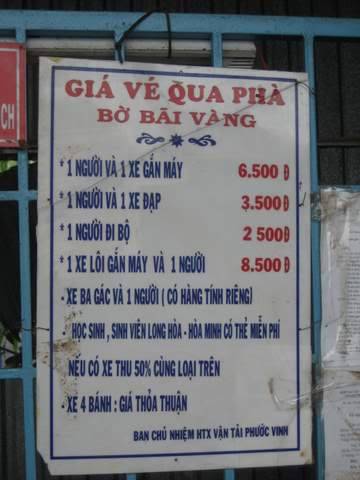 CH
GIÁ VÉ QUA PHÀ
BỜ BÃI VÀNG
* 1 NGƯỜI VÀ 1 XE GẮN MÁY 6.500 Đ
* 1 NGƯỜI VÀ 1 XE ĐẠP 3.500 Đ
* 1 NGƯỜI ĐI BỘ 2 500 Đ
* 1 XE LÔI GẮN MÁY VÀ 1 NGƯỜI 8.500 Đ
- XE BA GÁC VÀ 1 NGƯỜI ( CÓ HÀNG TÍNH RIÊNG)
- HỌC SINH , SINH VIÊN LONG HÒA - HÒA MINH CÓ THẺ MIỄN PHÍ
NẾU CÓ XE THU 50% CÙNG LOẠI TRÊN
- XE 4 BÁNH : GIÁ THỎA THUẬN
BAN CHỦ NHIỆM HTX VẬN TẢI PHƯỚC VINH